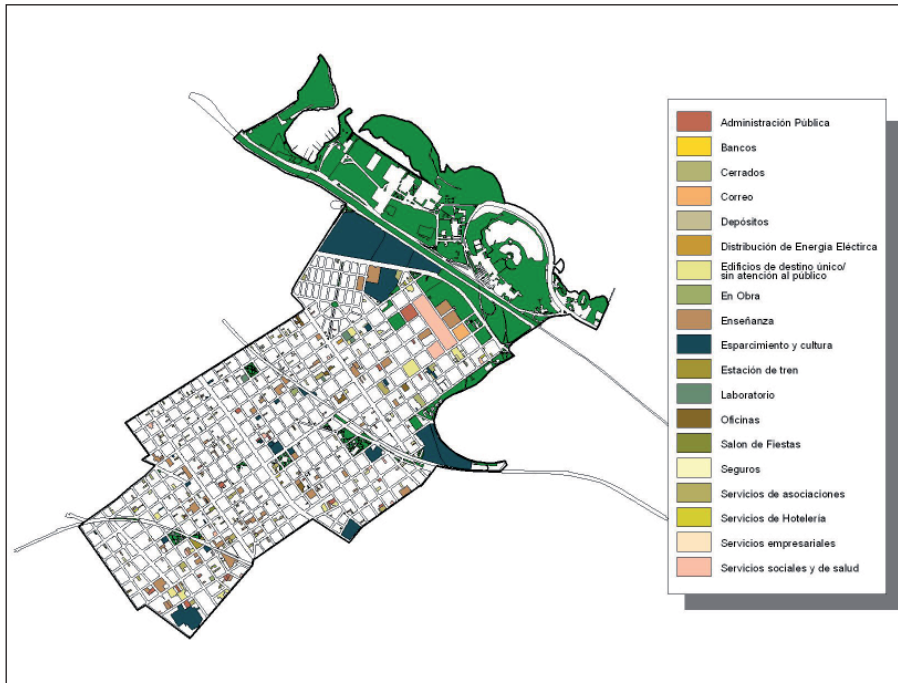 Administración Pública
Bancos
Cerrados
Correo
Depósitos
Distribución de Energía Eléctirca
Edificios de destino único/
sin atención al público
En Obra
Enseñanza
Esparcimiento y cultura
Estación de tren
Laboratorio
Oficinas
Salon de Fiestas
Seguros
Servicios de asociaciones
Servicios de Hotelería
Servicios empresariales
Servicios sociales y de salud